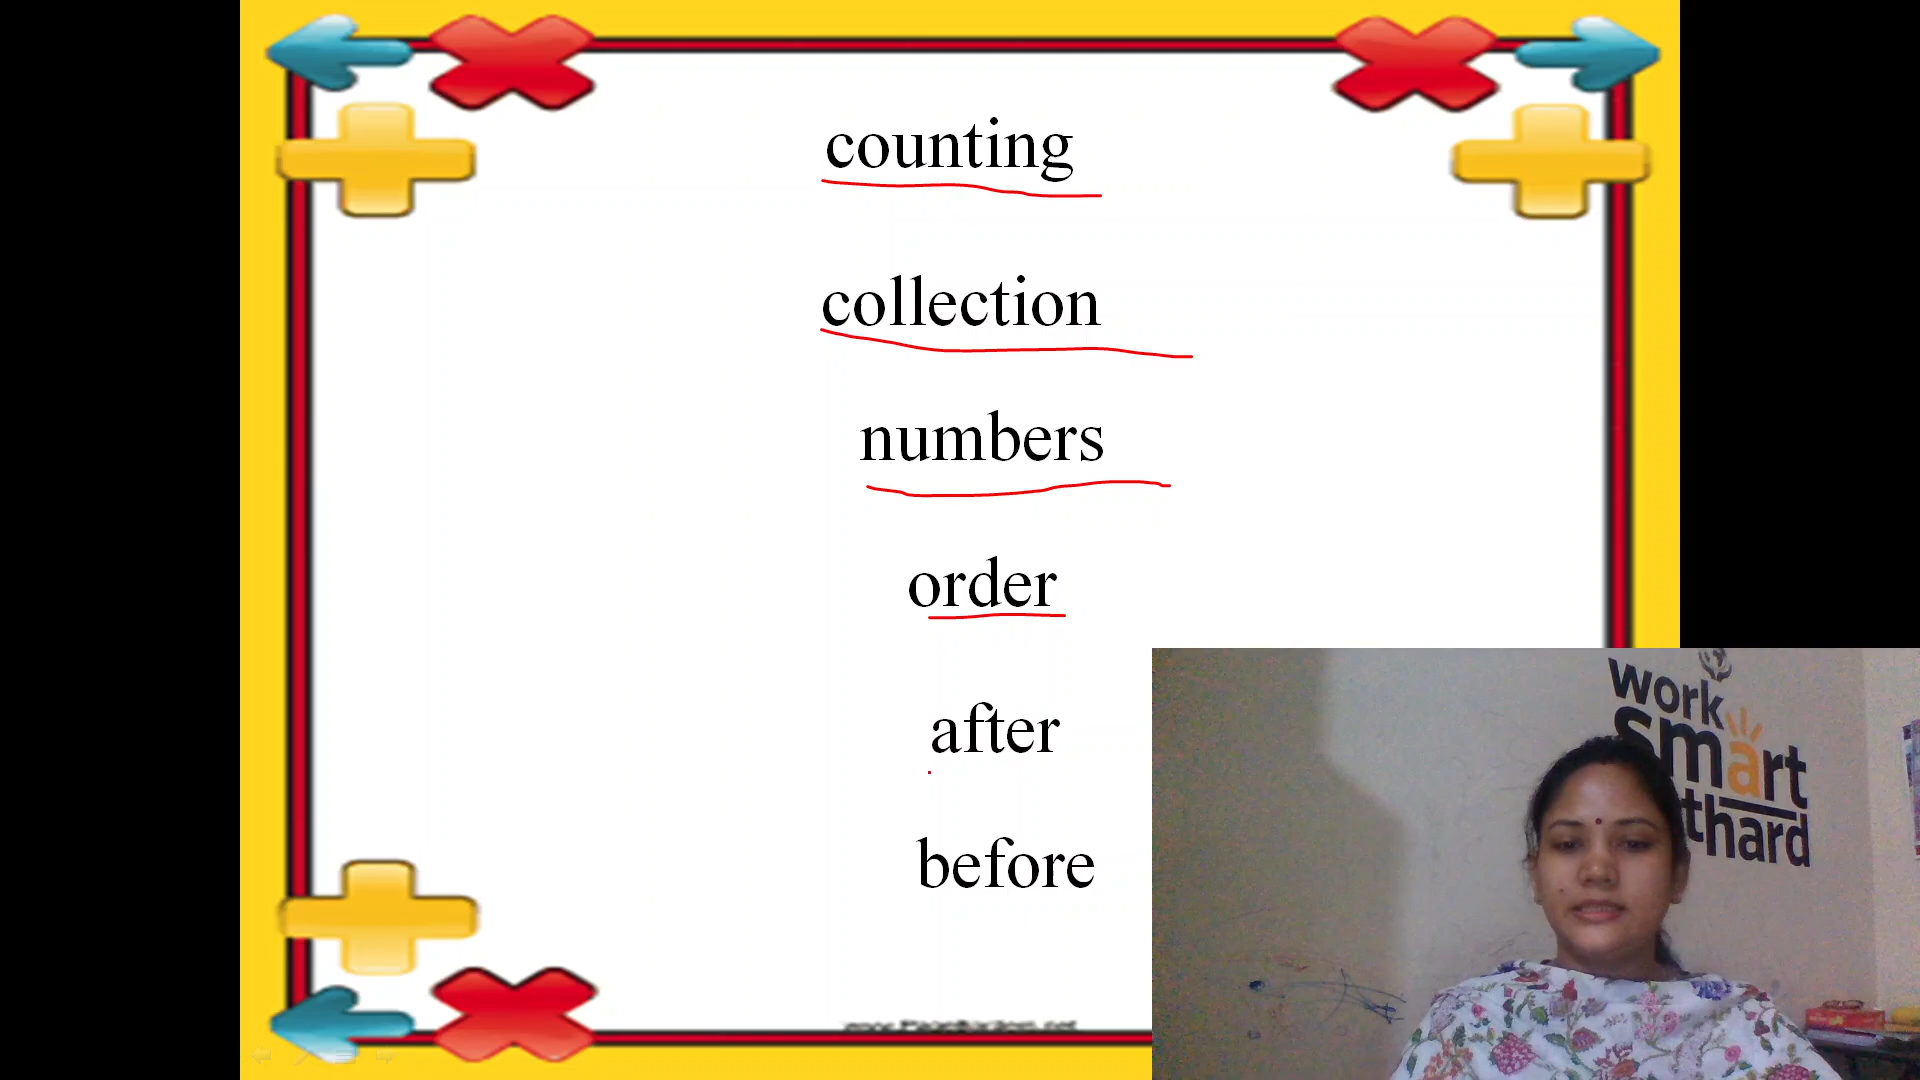 counting
collection
numbers
order
after
before
work
smart
thard